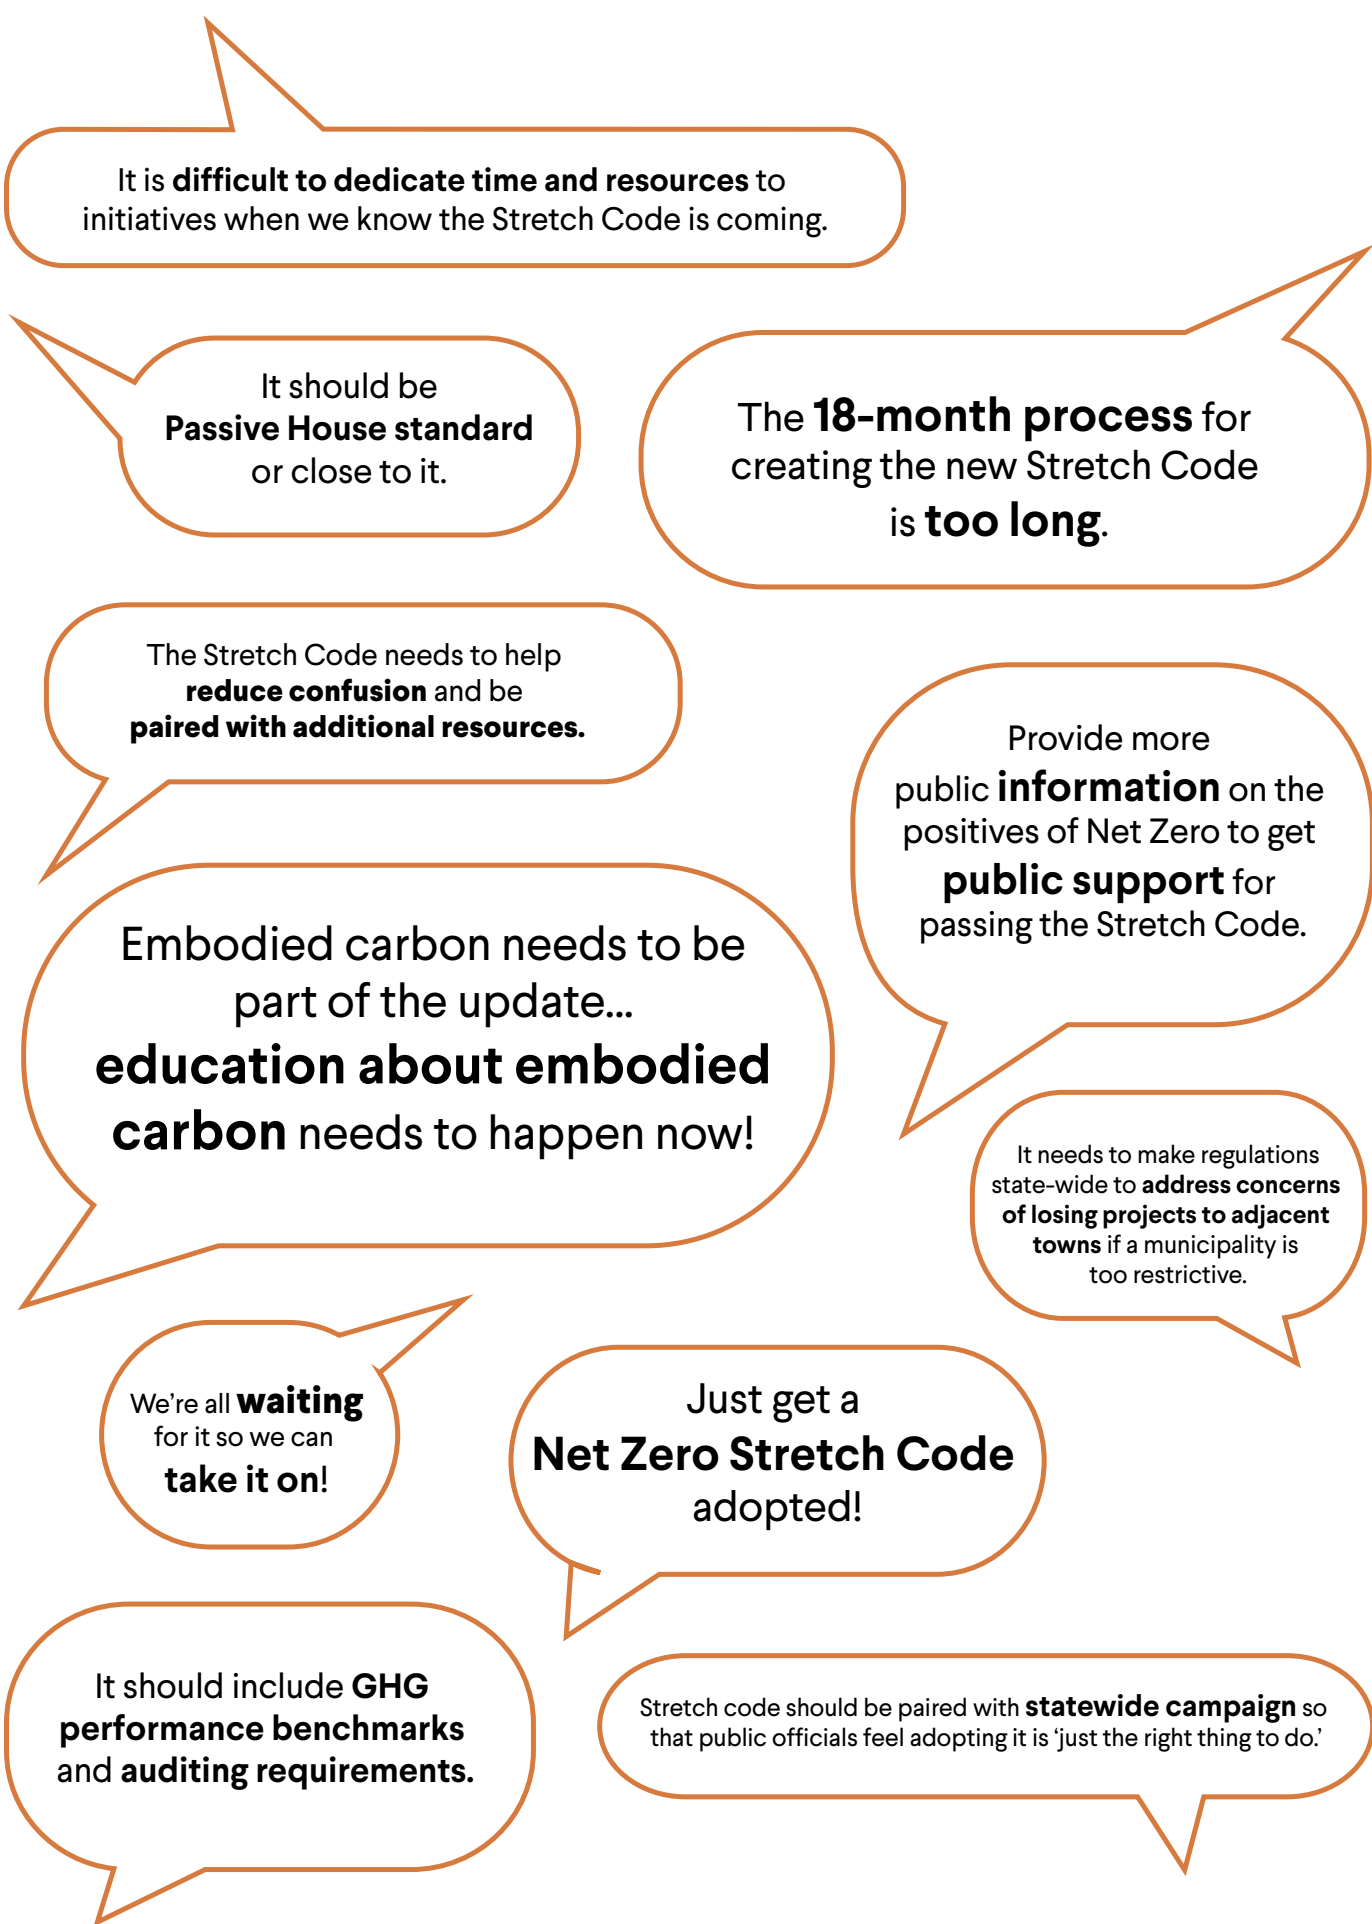 It is difficult to dedicate time and resources to
initiatives when we know the Stretch Code is coming.
It should be
Passive House standard
or close to it.
The 18-month process for
creating the new Stretch Code
is too long.
The Stretch Code needs to help
reduce confusion and be
paired with additional resources.
Provide more
public information on the
positives of Net Zero to get
public support for
passing the Stretch Code.
Embodied carbon needs to be
part of the update...
education about embodied
carbon needs to happen now!
It needs to make regulations
state-wide to address concerns
of losing projects to adjacent
towns if a municipality is
too restrictive.
We're all waiting
for it so we can
take it on!
Just get a
Net Zero Stretch Code
adopted!
It should include GHG
performance benchmarks
and auditing requirements.
Stretch code should be paired with statewide campaign so
that public officials feel adopting it is ‘just the right thing to do.’